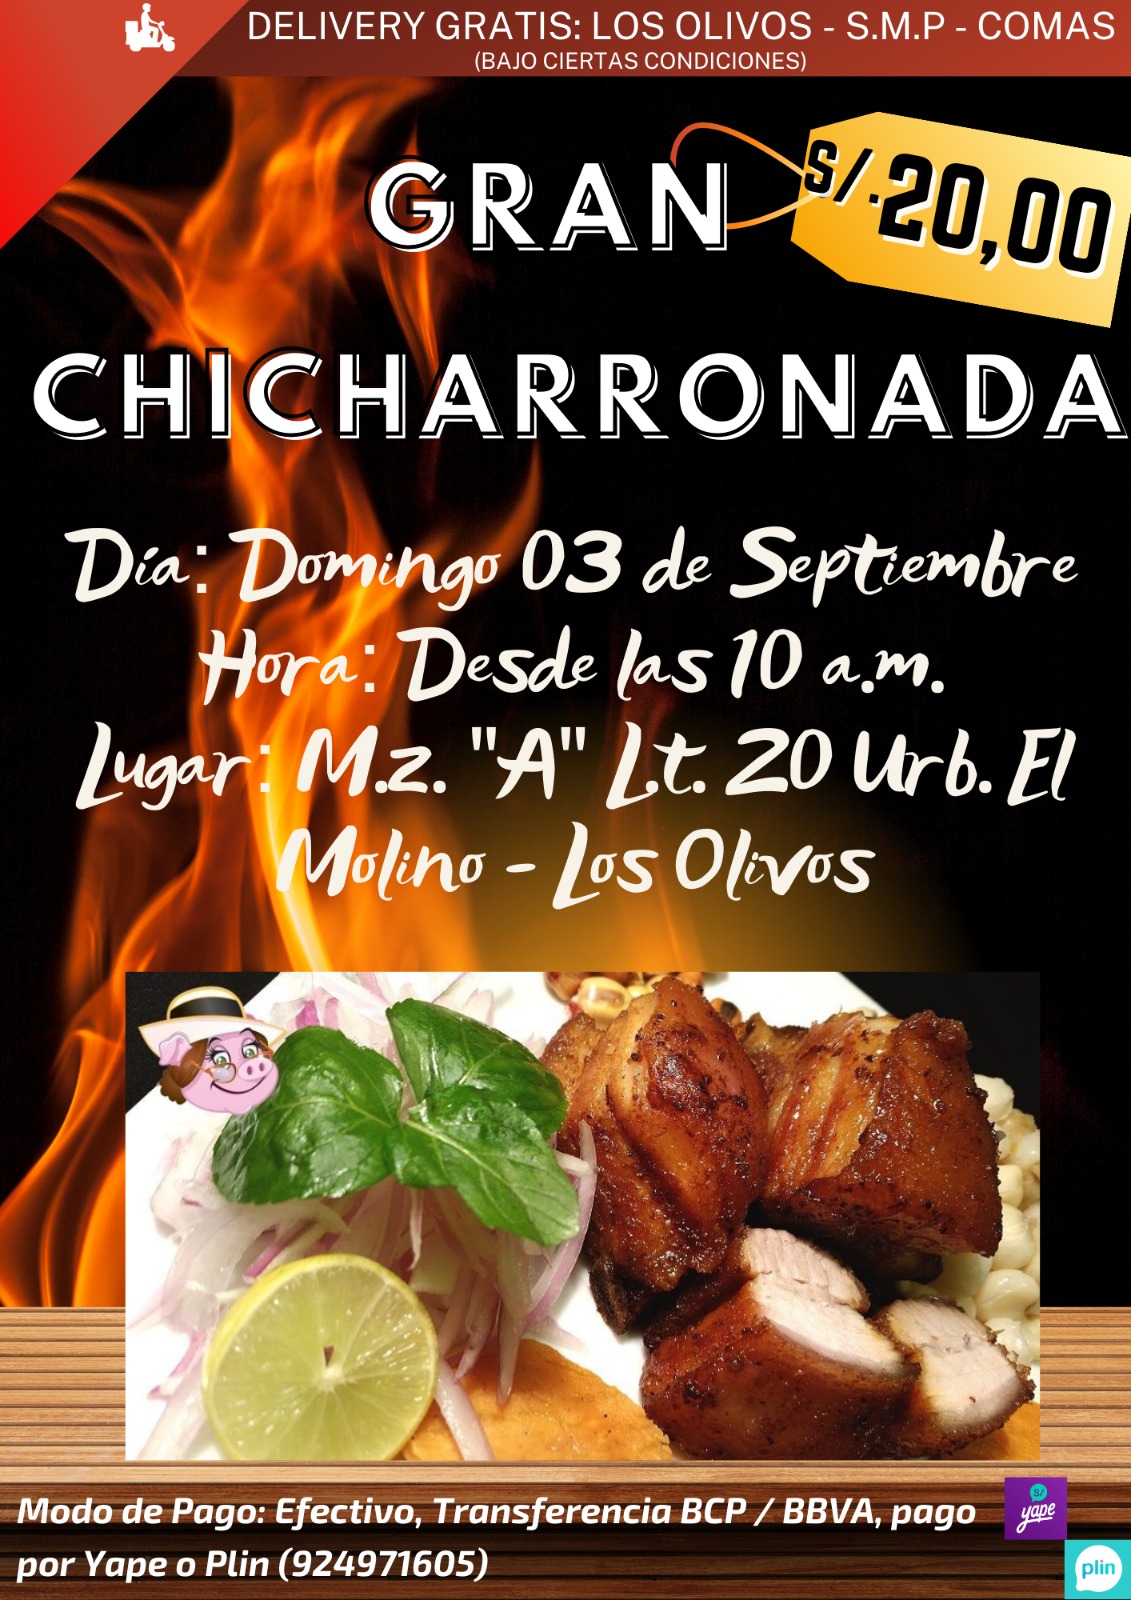 DELIVERY GRATIS: LOS OLIVOS - S.M.P - COMAS
(BAJO CIERTAS CONDICIONES)
GRAN
S/.20,00
CHICHARRONADA
Día: Domingo 03 de Septiembre
Hora: Desde las 10 a.m.
Lugar: M.z. "A" L.t. 20 Urb. El
Molino - Los Olivos
Modo de Pago: Efectivo, Transferencia BCP / BBVA, pago
por Yape o Plin (924971605)
S/
yape
plin